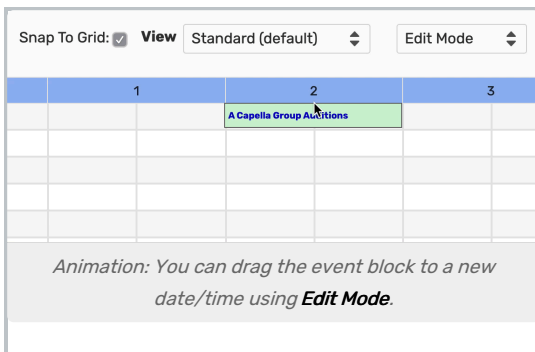 Snap To Grid: View Standard (default) Edit Mode
1 2 3
A Capella Group Auditions
Animation: You can drag the event block to a new
date/time using Edit Mode.